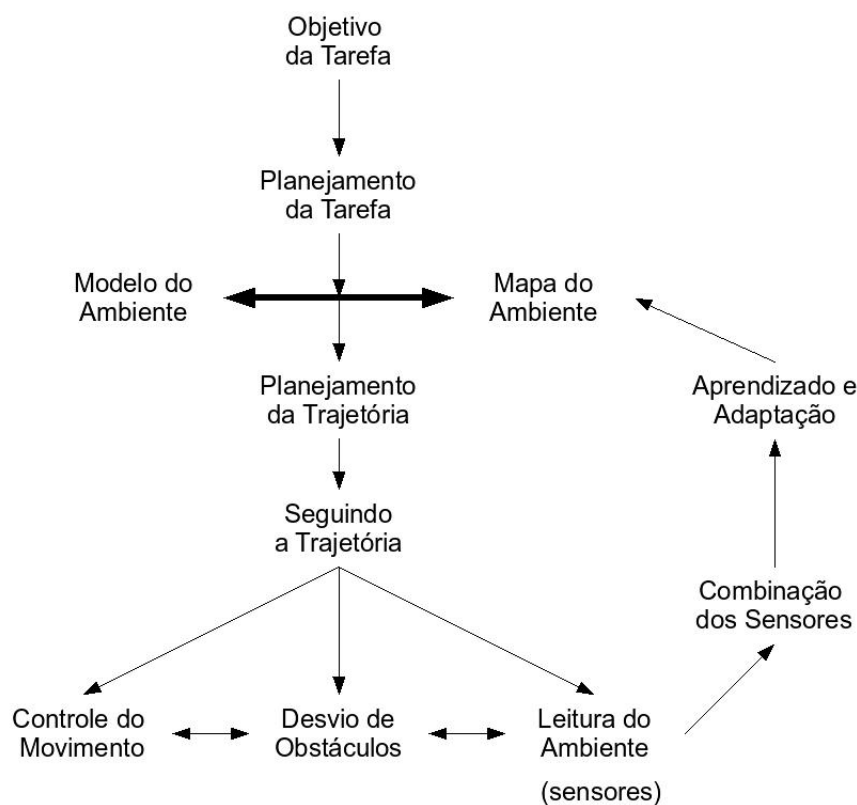 Objetivo
da Tarefa
Planejamento
da Tarefa
Modelo do
Ambiente
Mapa do
Ambiente
Planejamento
da Trajetória
Aprendizado e
Adaptação
Seguindo
a Trajetória
Combinação
dos Sensores
Controle do
Movimento
Desvio de
Obstáculos
Leitura do
Ambiente
(sensores)